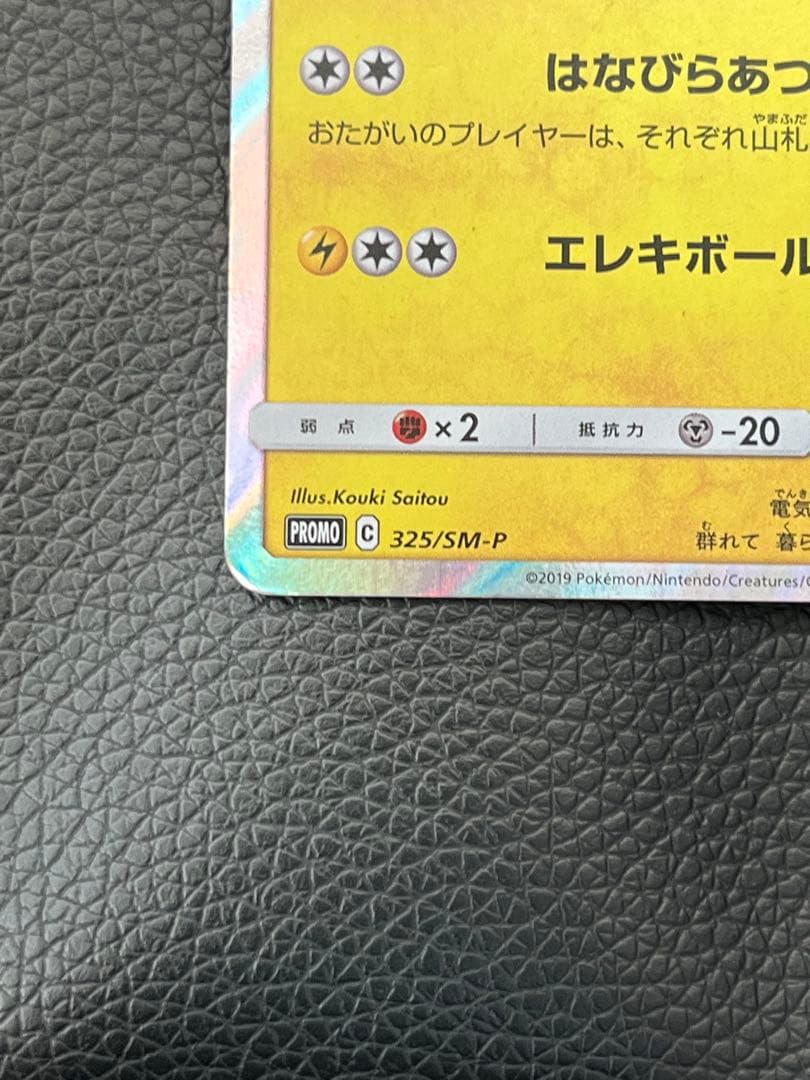 はなびらあつ
おたがいのプレイヤーは、それぞれ山札
やまふだ
エレキボール
弱点 ×2 抵抗力 -20
Illus.Kouki Saitou
でんき
電気
PROMO C 325/SM-P
む く
群れて 暮ら
©2019 Pokémon/Nintendo/Creatures/